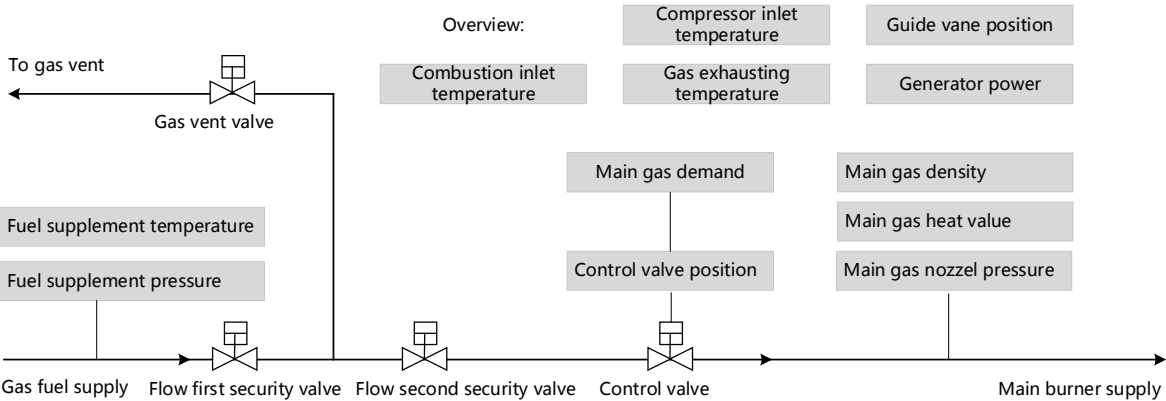 Overview:
Compressor inlet
temperature
Guide vane position
To gas vent
Combustion inlet
temperature
Gas exhausting
temperature
Generator power
Gas vent valve
Main gas demand
Main gas density
Fuel supplement temperature
Main gas heat value
Fuel supplement pressure
Control valve position
Main gas nozzel pressure
Gas fuel supply
Flow first security valve
Flow second security valve
Control valve
Main burner supply